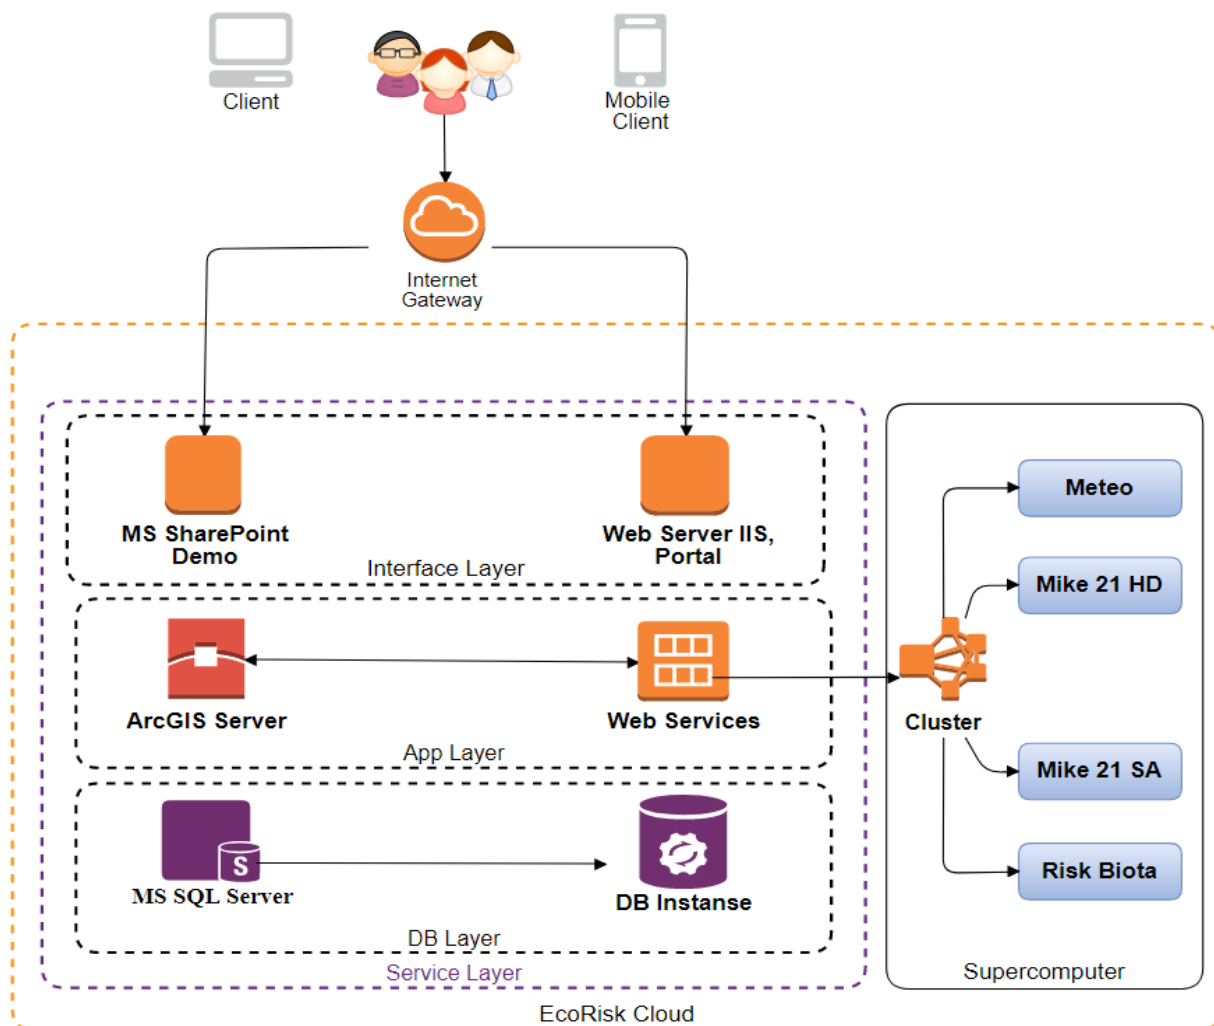 Client
Mobile
Client
Internet
Gateway
MS SharePoint
Demo
Web Server IIS,
Portal
Interface Layer
Meteo
Mike 21 HD
ArcGIS Server
Web Services
App Layer
Cluster
Mike 21 SA
S
MS SQL Server
DB Instanse
DB Layer
Risk Biota
Service Layer
Supercomputer
EcoRisk Cloud